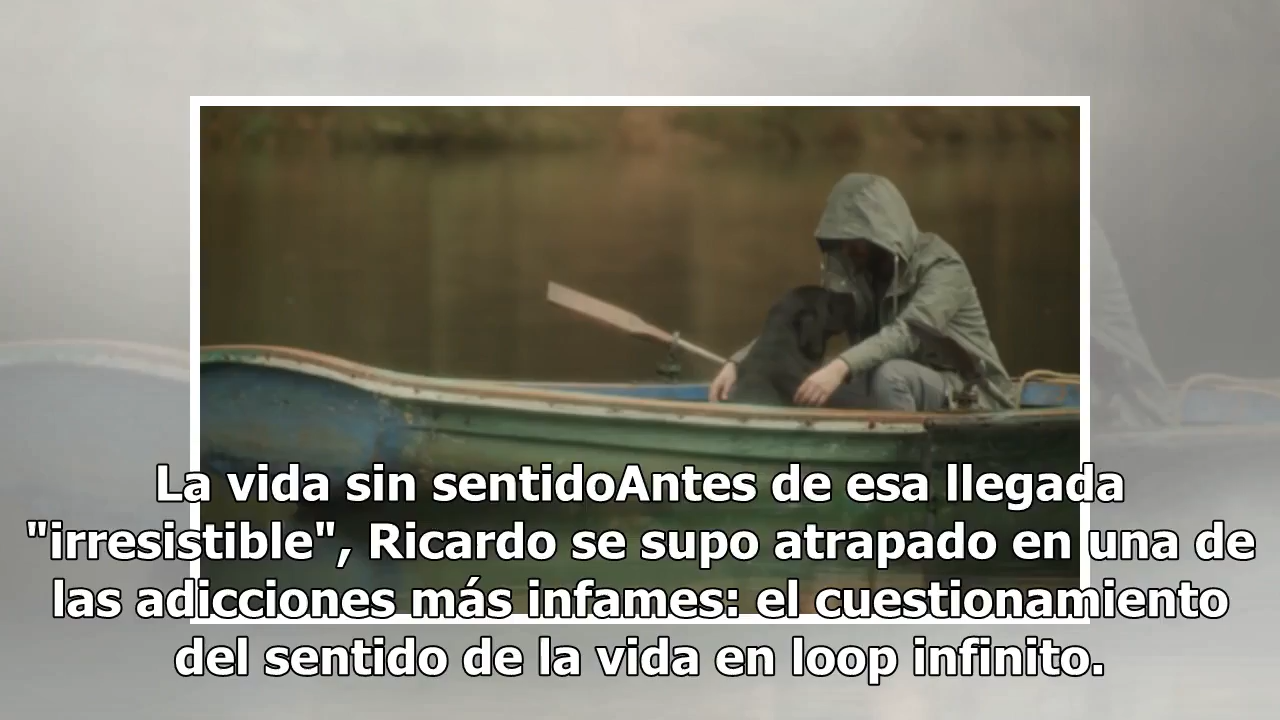 La vida sin sentidoAntes de esa llegada
"irresistible", Ricardo se supo atrapado en una de
las adicciones más infames: el cuestionamiento
del sentido de la vida en loop infinito.